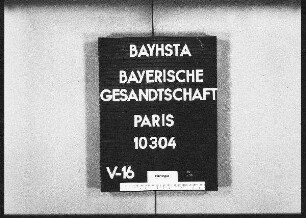 BAYHSTA
BAYERISCHE
GESANDTSCHAFT
PARIS
10304
V-16